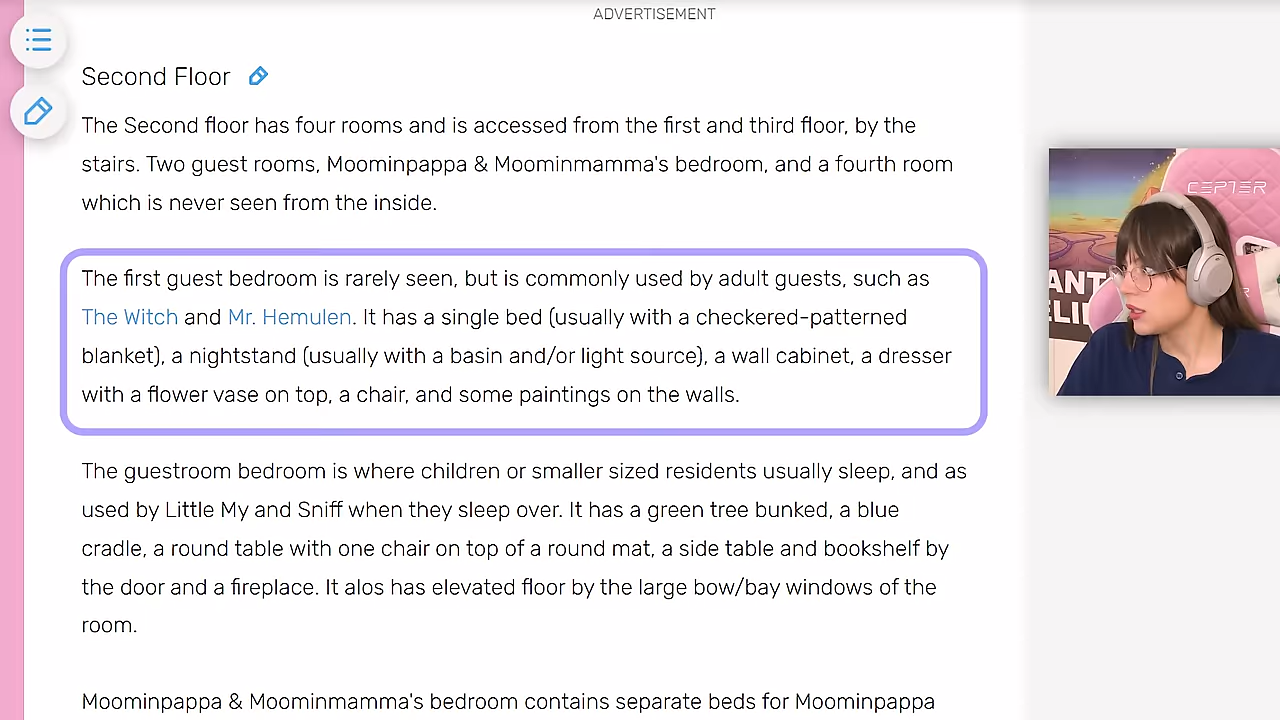 ADVERTISEMENT
Second Floor
The Second floor has four rooms and is accessed from the first and third floor, by the
stairs. Two guest rooms, Moominpappa & Moominmamma's bedroom, and a fourth room
which is never seen from the inside.
The first guest bedroom is rarely seen, but is commonly used by adult guests, such as
The Witch and Mr. Hemulen. It has a single bed (usually with a checkered-patterned
blanket), a nightstand (usually with a basin and/or light source), a wall cabinet, a dresser
with a flower vase on top, a chair, and some paintings on the walls.
The guestroom bedroom is where children or smaller sized residents usually sleep, and as
used by Little My and Sniff when they sleep over. It has a green tree bunked, a blue
cradle, a round table with one chair on top of a round mat, a side table and bookshelf by
the door and a fireplace. It alos has elevated floor by the large bow/bay windows of the
room.
Moominpappa & Moominmamma's bedroom contains separate beds for Moominpappa
CEPTER